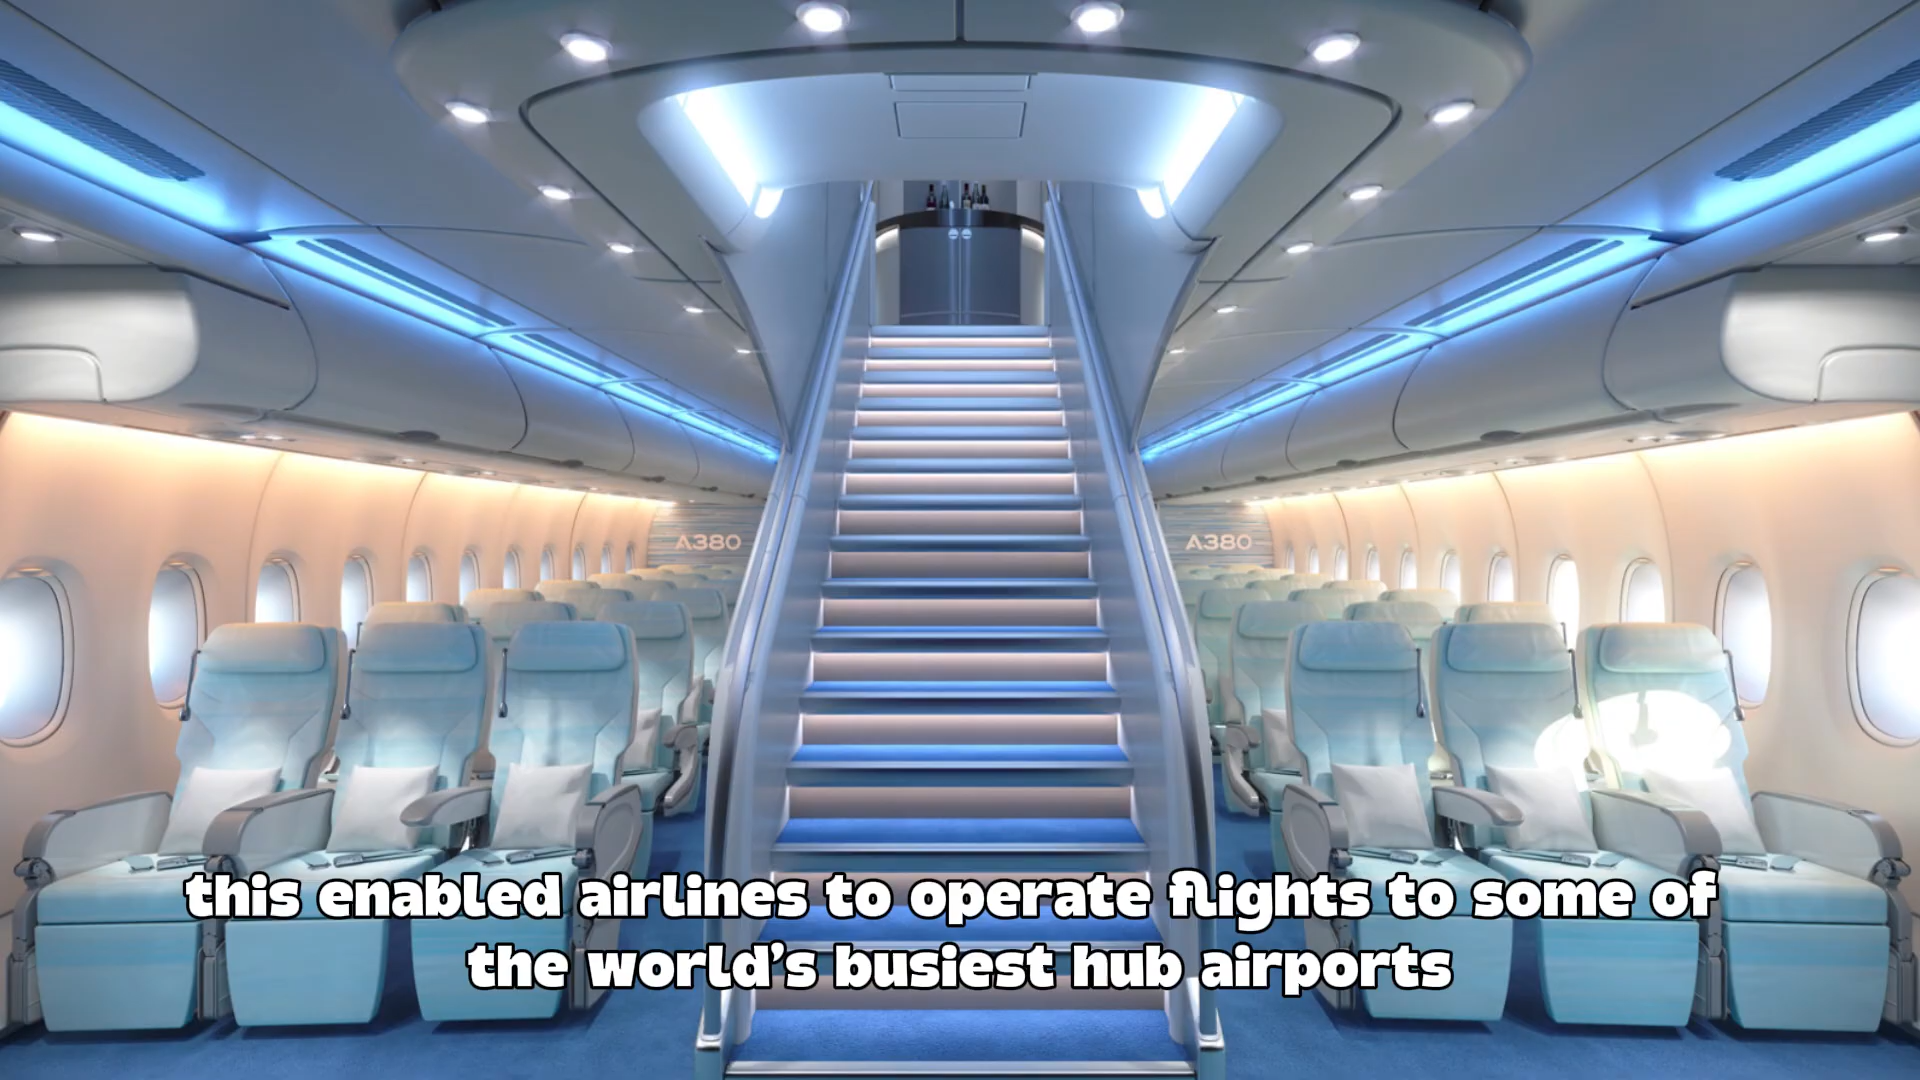 A380
A380
this enabled airlines to operate flights to some of
the world's busiest hub airports